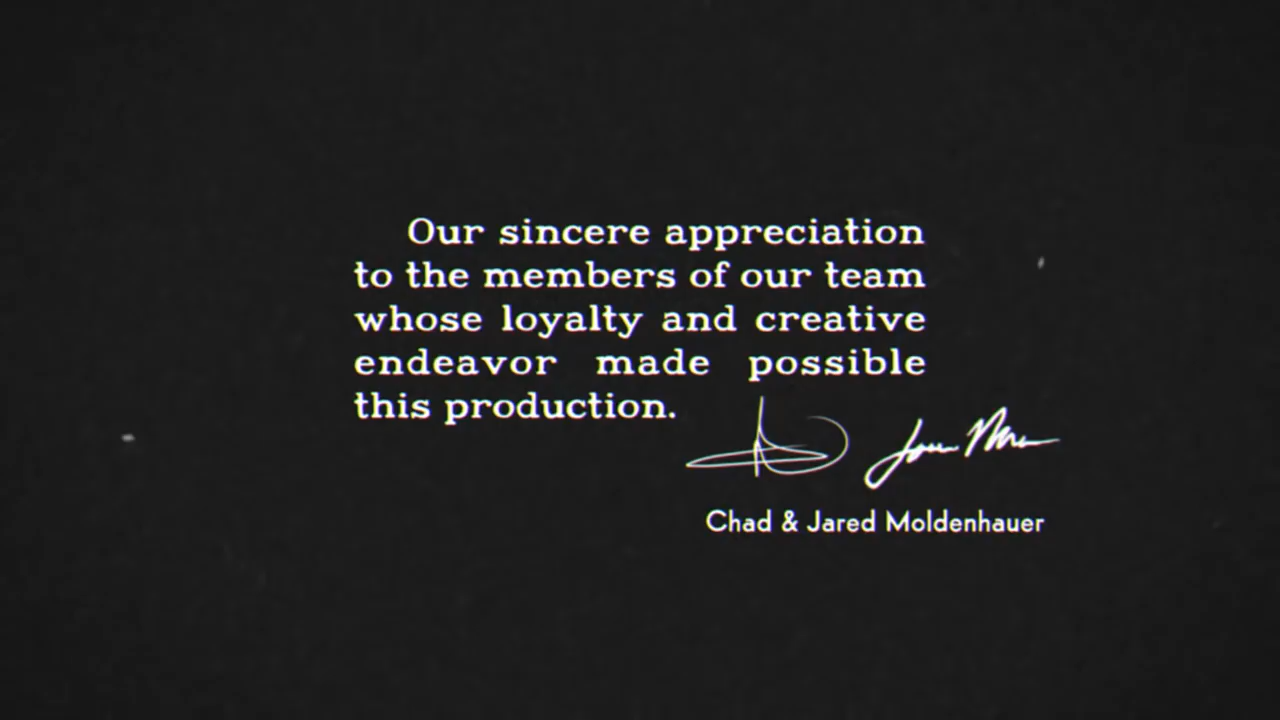 Our sincere appreciation
to the members of our team
whose loyalty and creative
endeavor made possible
this production.
Chad & Jared Moldenhauer